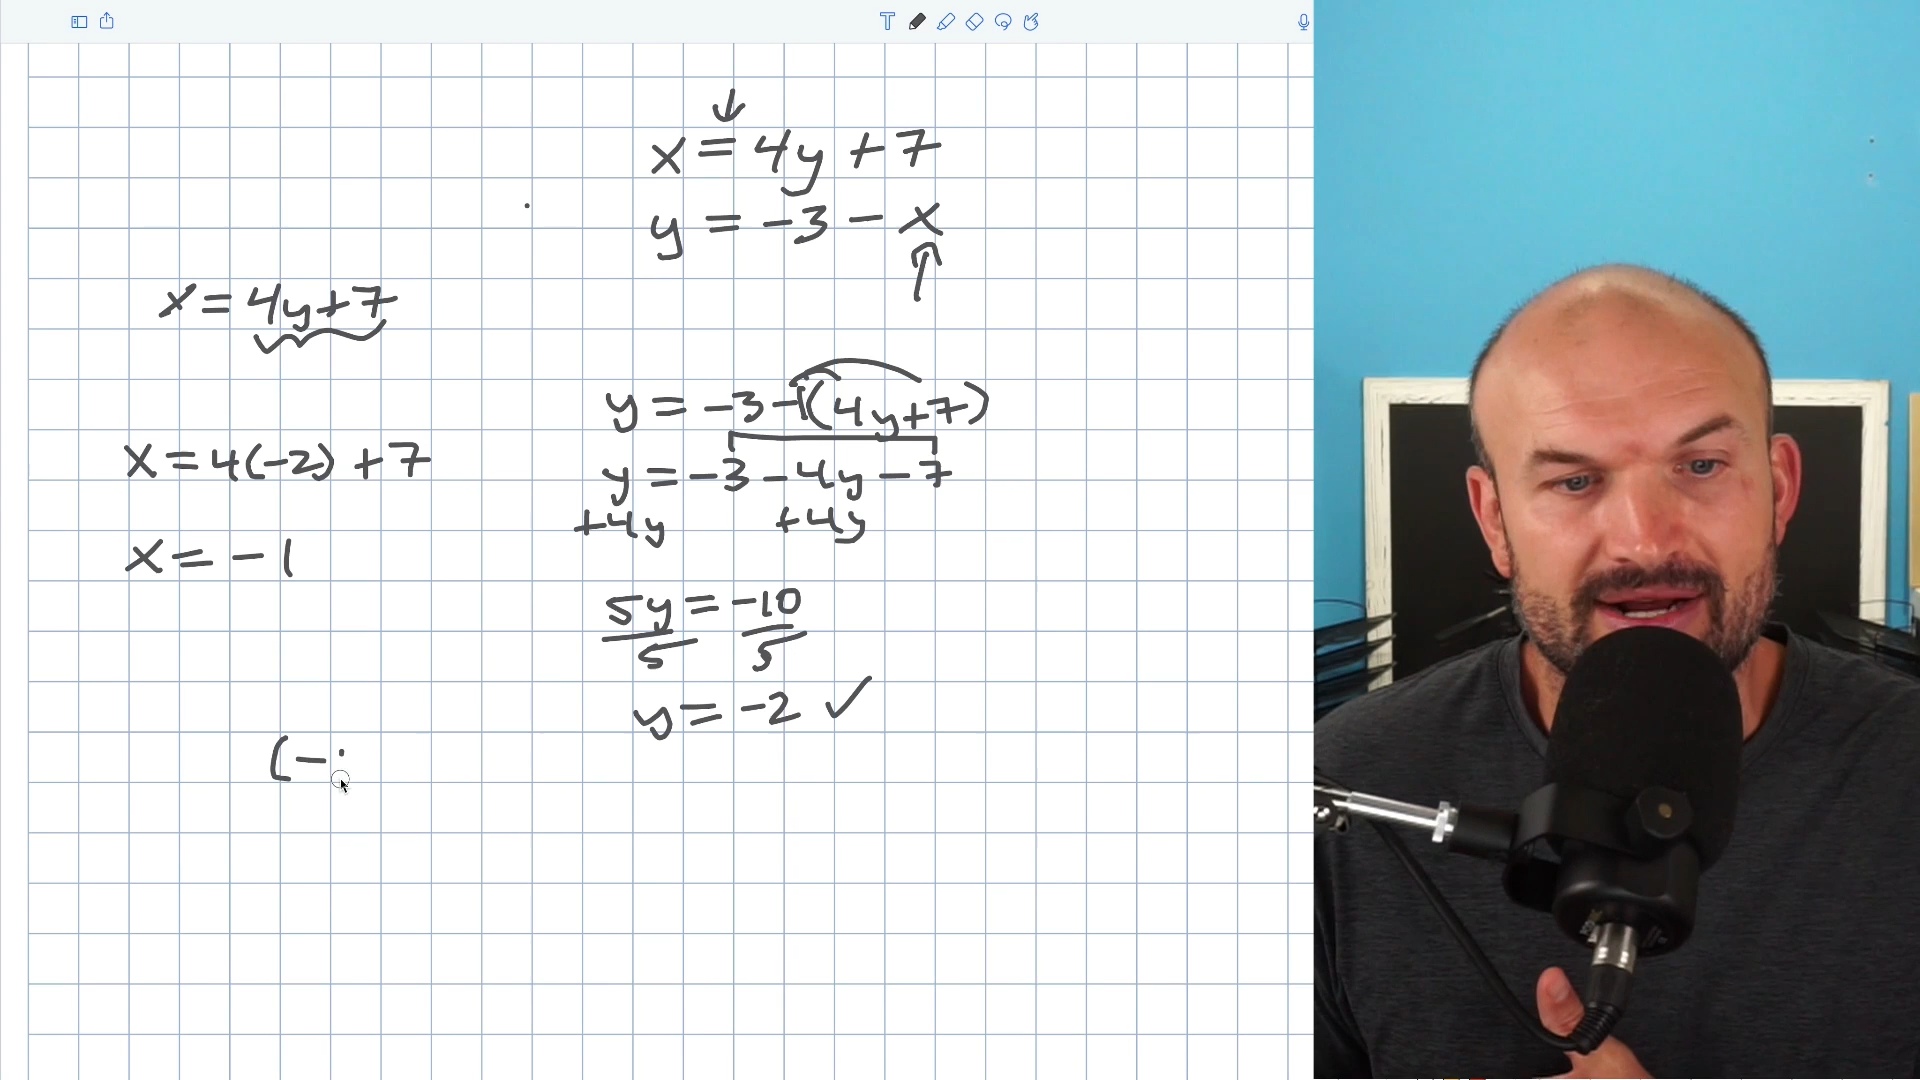 x = 4y + 7
y = -3 - x
x = 4y+7
y = -3 -1(4y+7)
x = 4(-2) + 7
y = -3 - 4y - 7
+4y +4y
x = -1
5y = -10
5 5
y = -2 ✓
(-